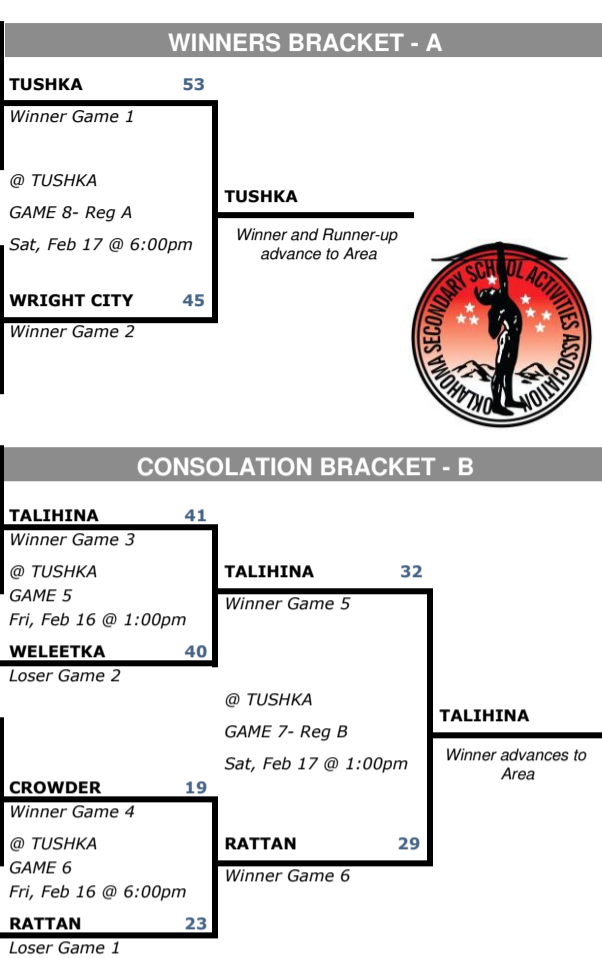 WINNERS BRACKET - A
TUSHKA 53
Winner Game 1
@ TUSHKA
GAME 8- Reg A
Sat, Feb 17 @ 6:00pm
WRIGHT CITY 45
Winner Game 2
TUSHKA
Winner and Runner-up
advance to Area
OKLAHOMA SECONDARY SCHOOL ACTIVITIES ASSOCIATION
CONSOLATION BRACKET - B
TALIHINA 41
Winner Game 3
@ TUSHKA
GAME 5
Fri, Feb 16 @ 1:00pm
WELEETKA 40
Loser Game 2
CROWDER 19
Winner Game 4
@ TUSHKA
GAME 6
Fri, Feb 16 @ 6:00pm
RATTAN 23
Loser Game 1
TALIHINA 32
Winner Game 5
@ TUSHKA
GAME 7- Reg B
Sat, Feb 17 @ 1:00pm
RATTAN 29
Winner Game 6
TALIHINA
Winner advances to
Area